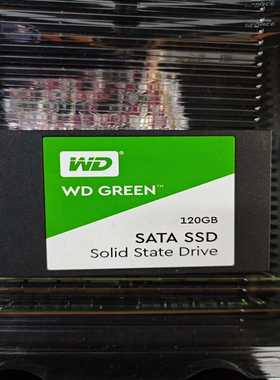 WD
WD GREEN™
120GB
SATA SSD
Solid State Drive